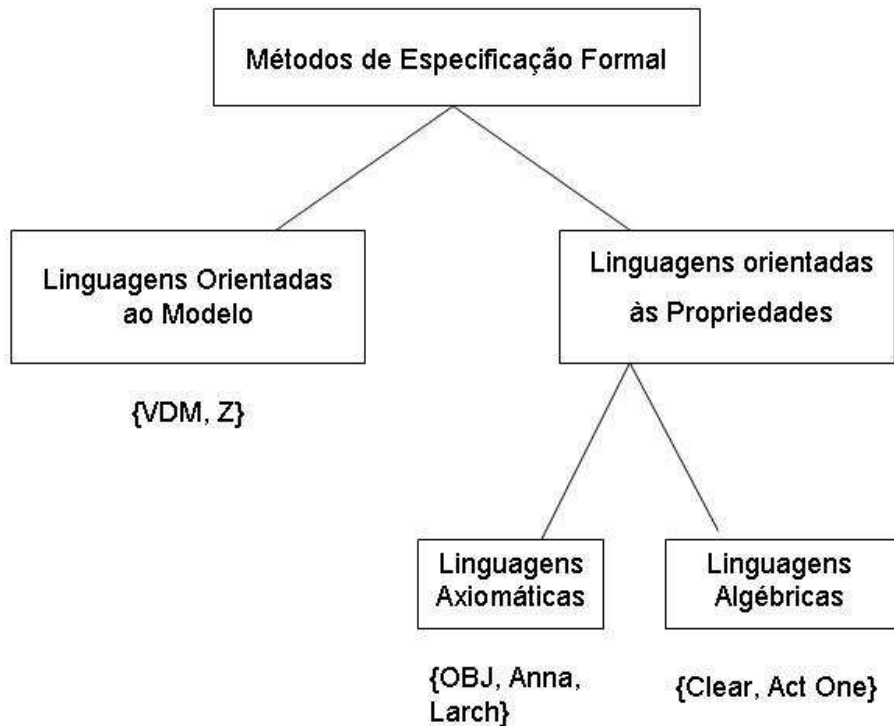 Métodos de Especificação Formal
Linguagens Orientadas
ao Modelo
{VDM, Z}
Linguagens orientadas
às Propriedades
Linguagens
Axiomáticas
{OBJ, Anna,
Larch}
Linguagens
Algébricas
{Clear, Act One}